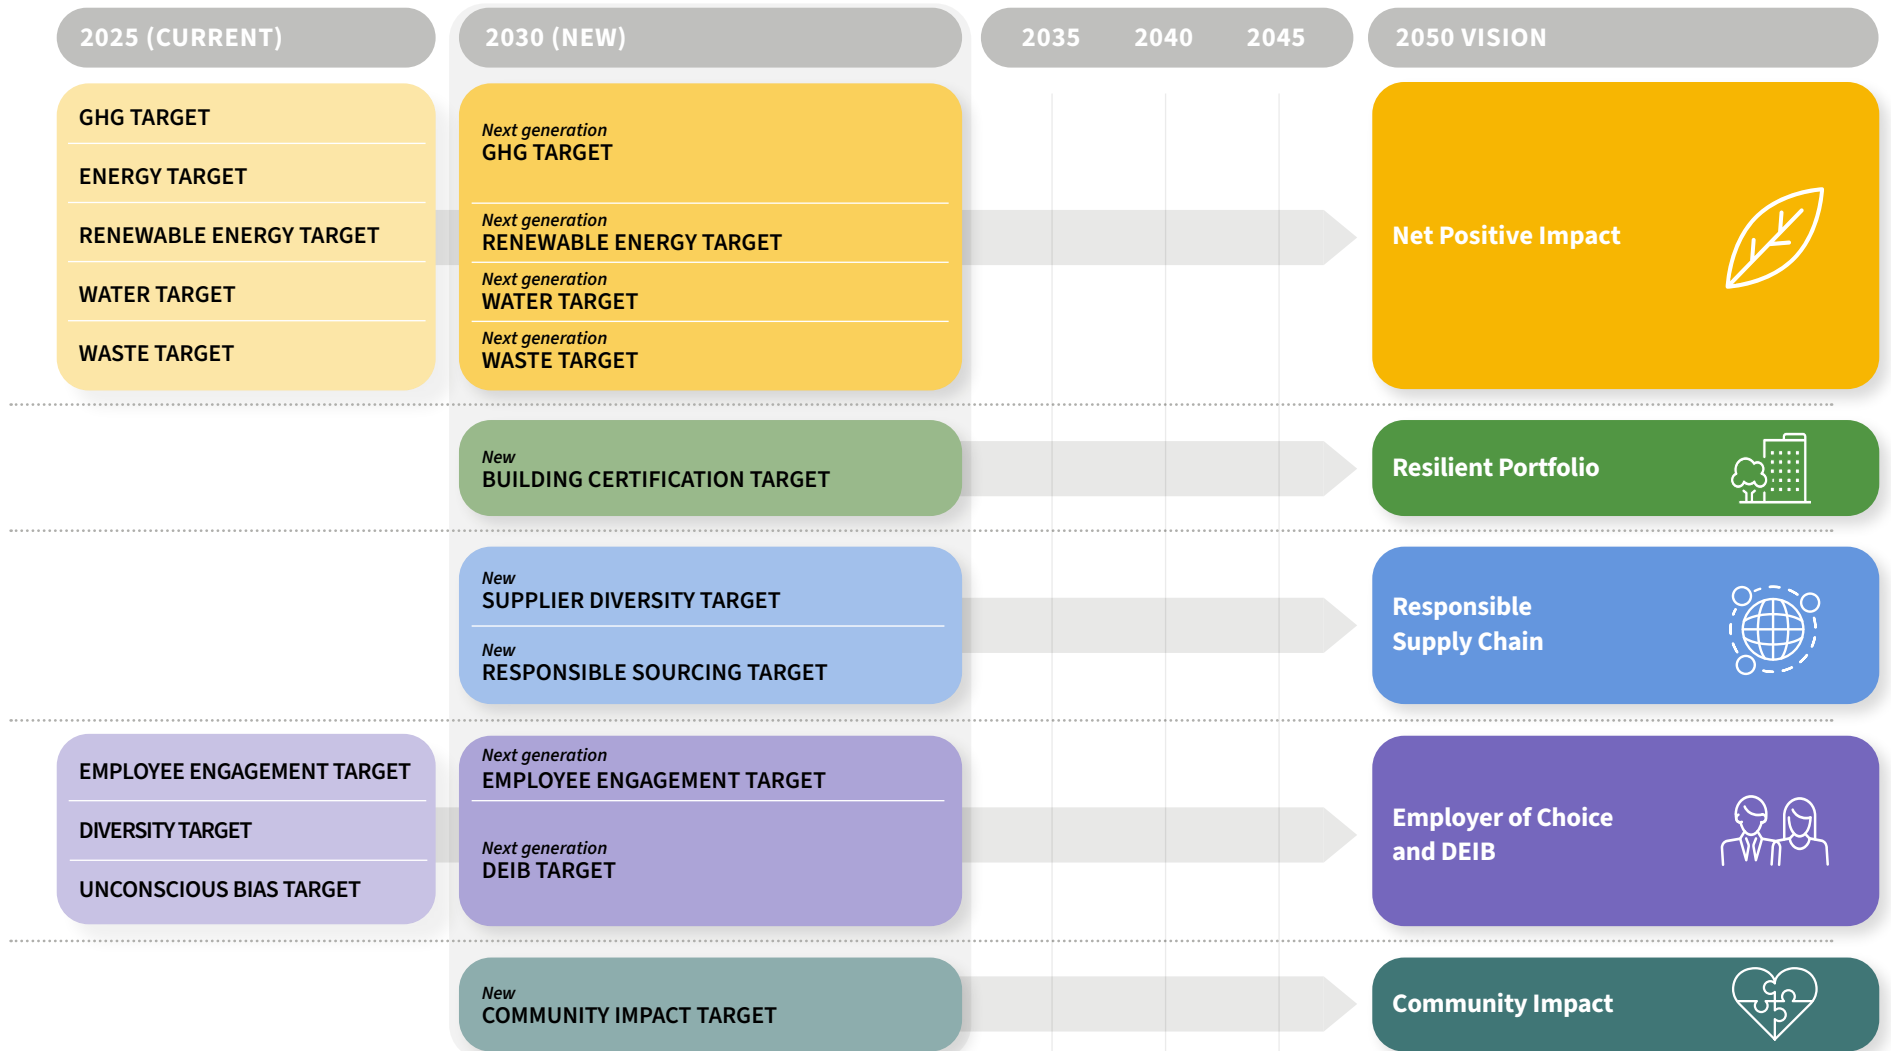 2025 (CURRENT)
2030 (NEW)
2035 2040 2045
2050 VISION
GHG TARGET
ENERGY TARGET
RENEWABLE ENERGY TARGET
WATER TARGET
WASTE TARGET
Next generation
GHG TARGET
Next generation
RENEWABLE ENERGY TARGET
Next generation
WATER TARGET
Next generation
WASTE TARGET
Net Positive Impact
New
BUILDING CERTIFICATION TARGET
Resilient Portfolio
New
SUPPLIER DIVERSITY TARGET
New
RESPONSIBLE SOURCING TARGET
Responsible
Supply Chain
EMPLOYEE ENGAGEMENT TARGET
DIVERSITY TARGET
UNCONSCIOUS BIAS TARGET
Next generation
EMPLOYEE ENGAGEMENT TARGET
Next generation
DEIB TARGET
Employer of Choice
and DEIB
New
COMMUNITY IMPACT TARGET
Community Impact